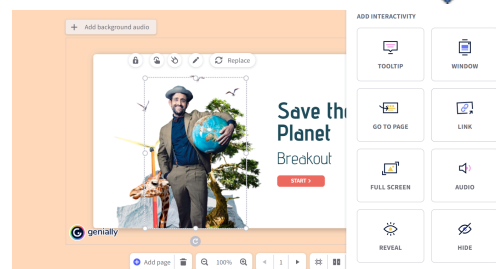 + Add background audio
ADD INTERACTIVITY
Replace
TOOLTIP
WINDOW
Save the
Planet
Breakout
START >
GO TO PAGE
LINK
FULL SCREEN
AUDIO
genially
REVEAL
HIDE
Add page
100%
1